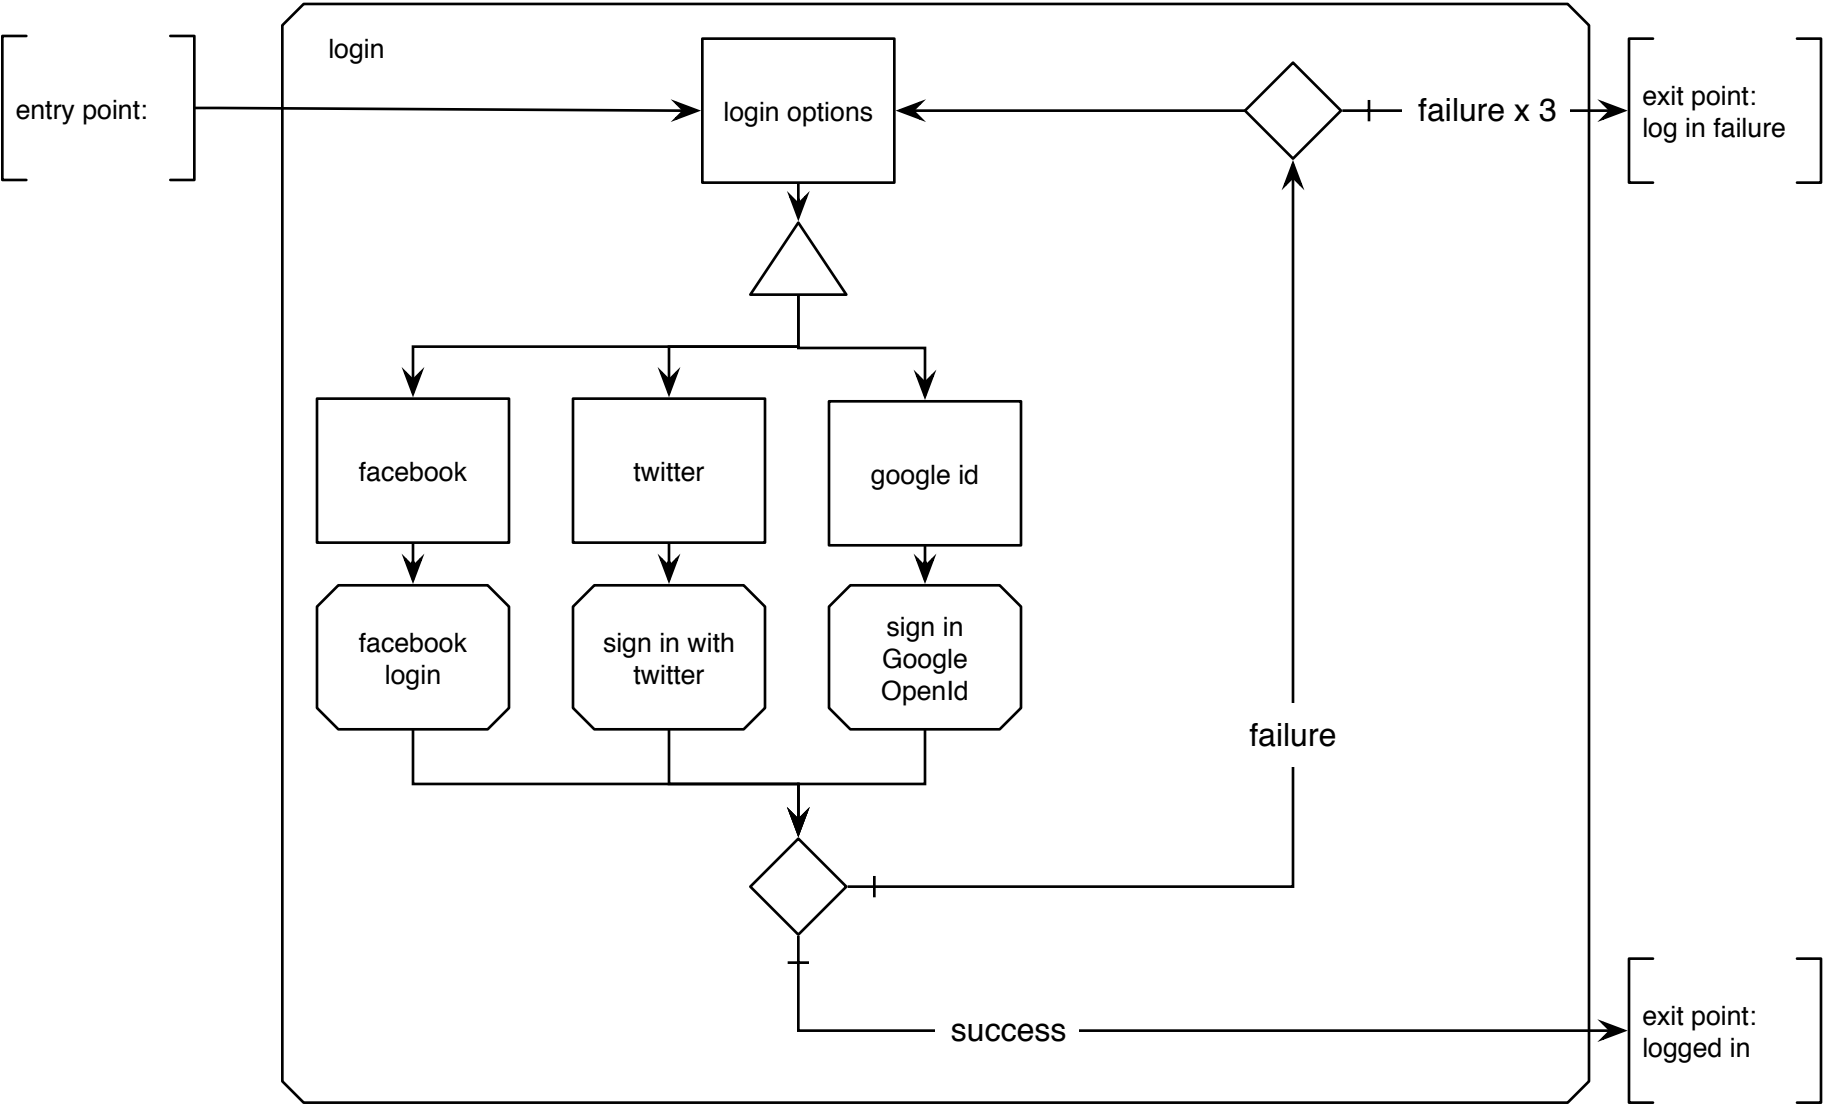 login
entry point:
login options
failure x 3
exit point:
log in failure
facebook
twitter
google id
facebook
login
sign in with
twitter
sign in
Google
OpenId
failure
success
exit point:
logged in